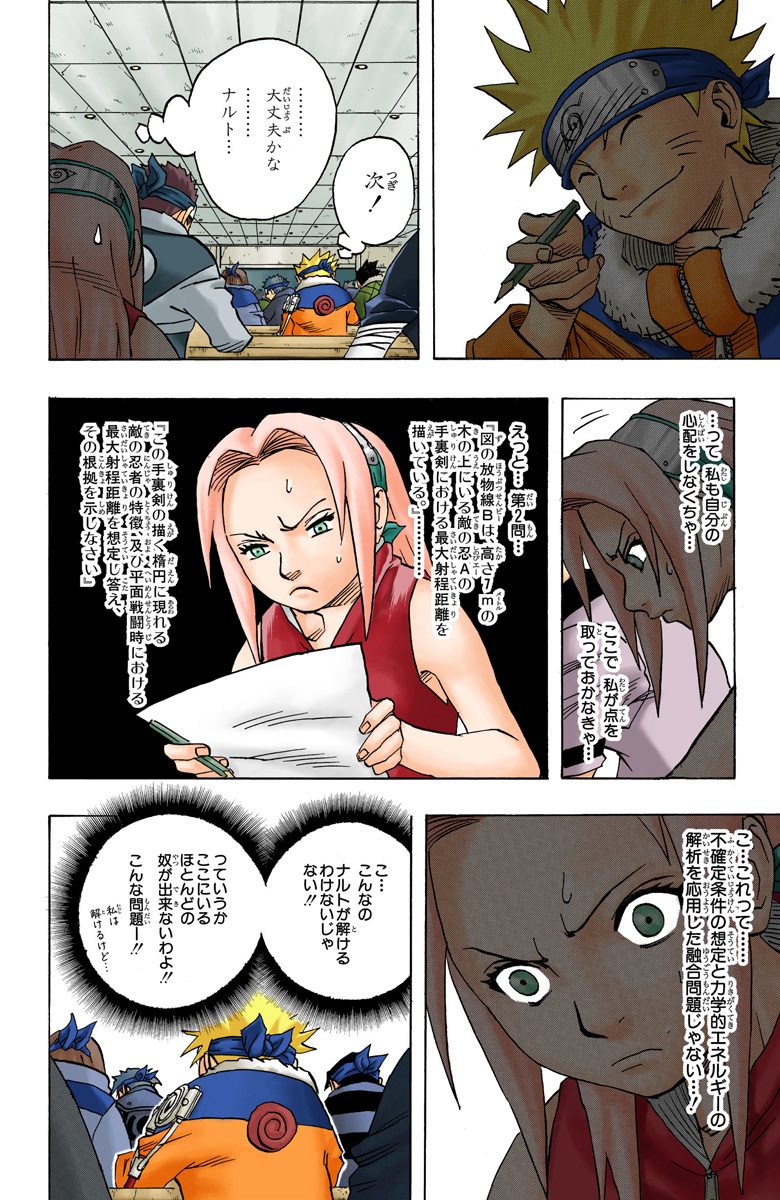 次！
………
大丈夫かな
………
ナルト…
…って 私も自分の
心配をしなくちゃ…
ここで 私が点を
取っておかなきゃ…
えっと… 第2問…
『図の放物線Bは、高さ7mの
木の上にいる敵の忍Aの
手裏剣における最大射程距離を
描いている。』…………
『この手裏剣の描く楕円に現れる
敵の忍者の特徴、及び平面戦闘時における
最大射程距離を想定し答え、
その根拠を示しなさい』
こ…これって……
不確定条件の想定と力学的エネルギーの
解析を応用した融合問題じゃない…！
こ…
こんなの
ナルトが解ける
わけないじゃ
ない！
っていうか
ここにいる
ほとんどの
奴が出来ないわよ!!
こんな問題ー!!
私は
解けるけど…